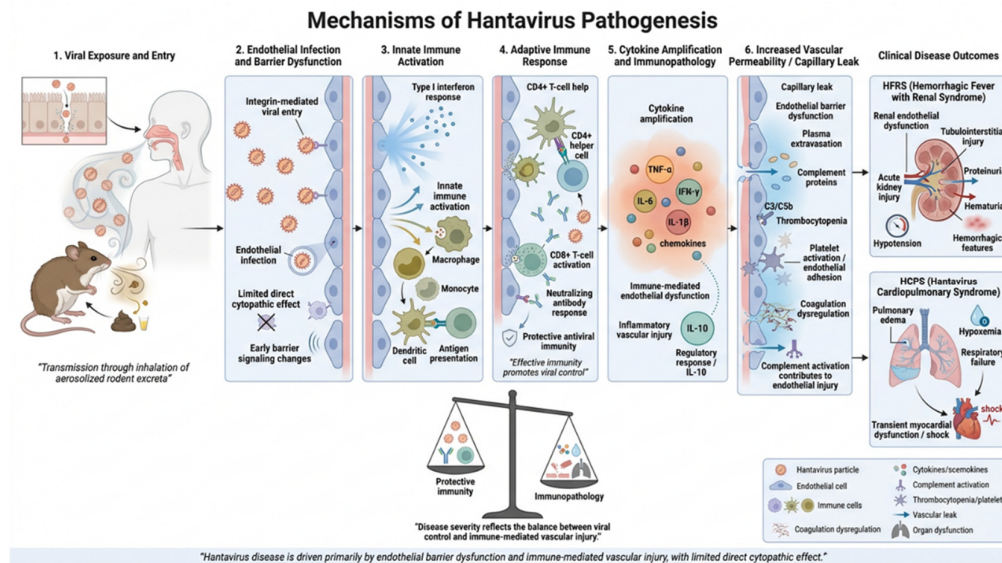 Mechanisms of Hantavirus Pathogenesis
1. Viral Exposure and Entry
"Transmission through inhalation of
aerosolized rodent excreta"
2. Endothelial Infection
and Barrier Dysfunction
Integrin-mediated
viral entry
Endothelial
infection
Limited direct
cytopathic effect
Early barrier
signaling changes
3. Innate Immune
Activation
Type I interferon
response
Innate
immune
activation
Macrophage
Monocyte
Dendritic
cell
Antigen
presentation
4. Adaptive Immune
Response
CD4+ T-cell help
CD4+
helper
cell
CD8+ T-cell
activation
Neutralizing
antibody
response
Protective antiviral
immunity
"Effective immunity
promotes viral control"
5. Cytokine Amplification
and Immunopathology
Cytokine
amplification
TNF-α
IL-6
IFN-γ
IL-1β
chemokines
Immune-mediated
endothelial dysfunction
Inflammatory
vascular injury
IL-10
Regulatory
response /
IL-10
6. Increased Vascular
Permeability / Capillary Leak
Capillary leak
Endothelial barrier
dysfunction
Plasma
extravasation
Complement
proteins
C3/C5b
Thrombocytopenia
Platelet
activation /
endothelial
adhesion
Coagulation
dysregulation
Complement activation
contributes to
endothelial injury
Clinical Disease Outcomes
HFRS (Hemorrhagic Fever
with Renal Syndrome)
Renal endothelial
dysfunction
Tubulointerstitia
injury
Acute
kidney
injury
Proteinuri
Hematuria
Hypotension
Hemorrhagic
features
HCPS (Hantavirus
Cardiopulmonary Syndrome)
Pulmonary
edema
Hypoxemia
Respirator
failure
shock
Transient myocardial
dysfunction / shock
Protective
immunity
Immunopathology
"Disease severity reflects the balance between viral
control and immune-mediated vascular injury."
Hantavirus particle
Endothelial cell
Immune cells
Coagulation dysregulation
Cytokines/scemokines
Complement activation
Thrombocytopenia/platelet
Vascular leak
Organ dysfunction
"Hantavirus disease is driven primarily by endothelial barrier dysfunction and immune-mediated vascular injury, with limited direct cytopathic effect."